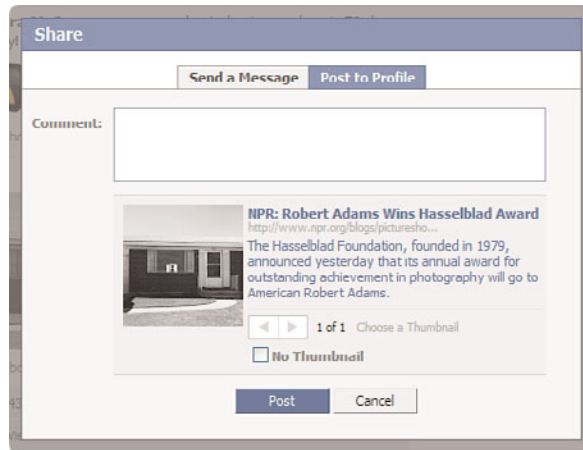 Share
Send a Message Post to Profile
Comment:
NPR: Robert Adams Wins Hasselblad Award
http://www.npr.org/blogs/picturesho...
The Hasselblad Foundation, founded in 1979,
announced yesterday that its annual award for
outstanding achievement in photography will go to
American Robert Adams.
1 of 1 Choose a Thumbnail
No Thumbnail
Post Cancel